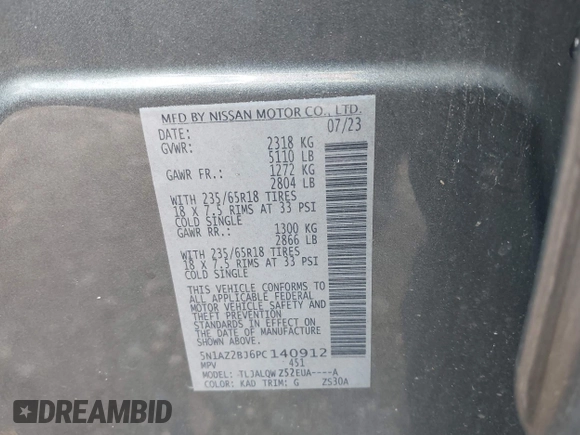 MFD BY NISSAN MOTOR CO., LTD.
DATE: 07/23
GVWR: 2318 KG
5110 LB
GAWR FR.: 1272 KG
2804 LB
WITH 235/65R18 TIRES
18 X 7.5 RIMS AT 33 PSI
COLD SINGLE
GAWR RR.: 1300 KG
2866 LB
WITH 235/65R18 TIRES
18 X 7.5 RIMS AT 33 PSI
COLD SINGLE
THIS VEHICLE CONFORMS TO
ALL APPLICABLE FEDERAL
MOTOR VEHICLE SAFETY
AND THEFT PREVENTION
STANDARDS IN EFFECT ON
THE DATE OF MANUFACTURE
SHOWN ABOVE.
5N1AZ2BJ6PC140912
MPV 451
MODEL: TLJALQW Z52EUA----A
COLOR: KAD TRIM: G ZS30A
© AutoHelperBot.com